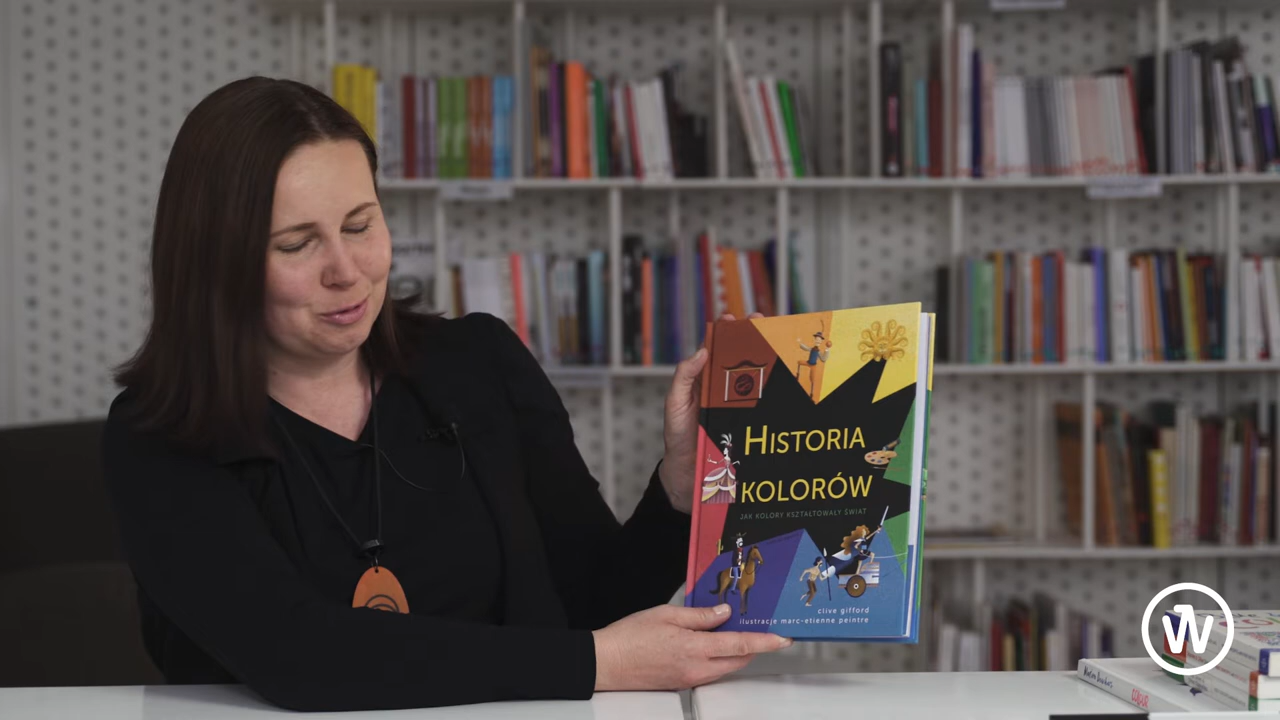 HISTORIA
KOLORÓW
JAK KOLORY KSZTAŁTOWAŁY ŚWIAT
clive gifford
ilustracje marc-etienne peintre
W